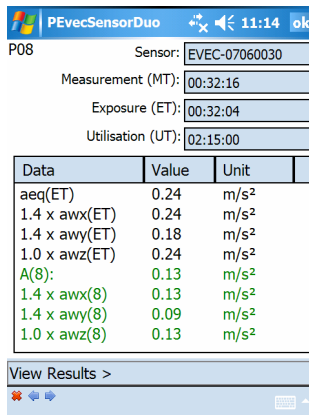 PEvecSensorDuo 11:14 ok
P08 Sensor: EVEC-07060030
Measurement (MT): 00:32:16
Exposure (ET): 00:32:04
Utilisation (UT): 02:15:00
Data Value Unit
aeq(ET) 0.24 m/s²
1.4 x awx(ET) 0.24 m/s²
1.4 x awy(ET) 0.18 m/s²
1.0 x awz(ET) 0.24 m/s²
A(8): 0.13 m/s²
1.4 x awx(8) 0.13 m/s²
1.4 x awy(8) 0.09 m/s²
1.0 x awz(8) 0.13 m/s²
View Results >